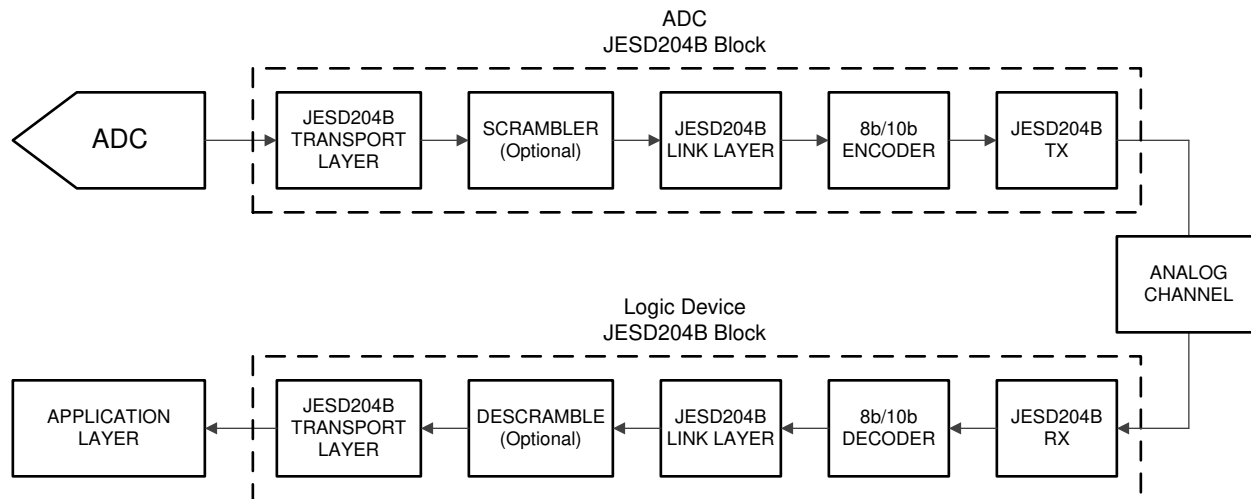 ADC
JESD204B Block
ADC
JESD204B
TRANSPORT
LAYER
SCRAMBLER
(Optional)
JESD204B
LINK LAYER
8b/10b
ENCODER
JESD204B
TX
ANALOG
CHANNEL
Logic Device
JESD204B Block
APPLICATION
LAYER
JESD204B
TRANSPORT
LAYER
DESCRAMBLE
(Optional)
JESD204B
LINK LAYER
8b/10b
DECODER
JESD204B
RX